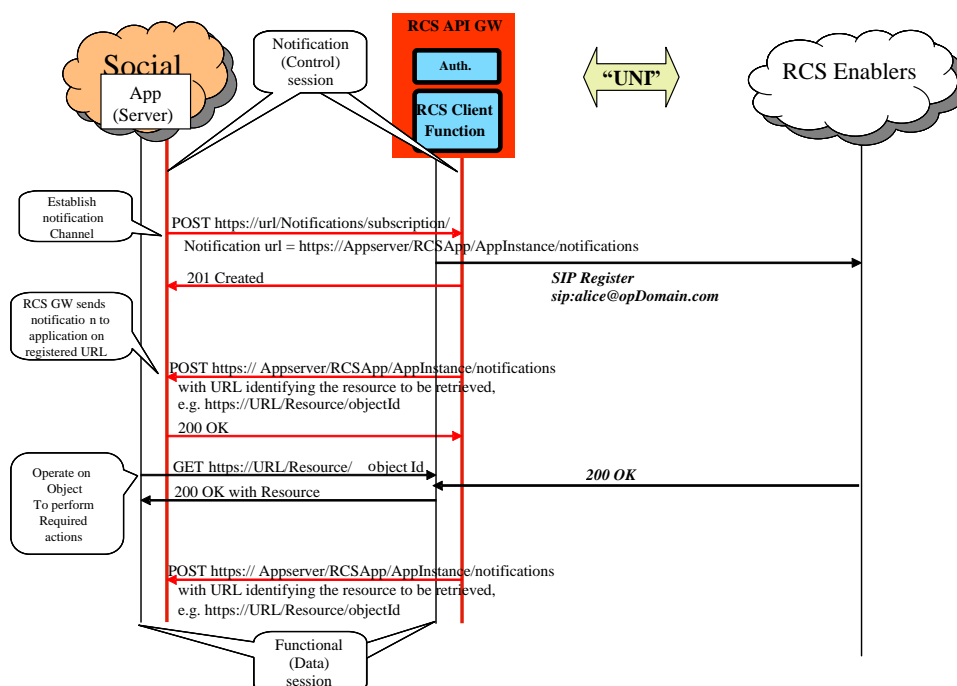 Social
App
(Server)
Notification
(Control)
session
RCS API GW
Auth.
RCS Client
Function
“UNI”
RCS Enablers
Establish
notification
Channel
POST https://url/Notifications/subscription/
Notification url = https://Appserver/RCSApp/AppInstance/notifications
201 Created
SIP Register
sip:alice@opDomain.com
RCS GW sends
notificatio n to
application on
registered URL
POST https:// Appserver/RCSApp/AppInstance/notifications
with URL identifying the resource to be retrieved,
e.g. https://URL/Resource/objectId
200 OK
Operate on
Object
To perform
Required
actions
GET https://URL/Resource/ object Id
200 OK
200 OK with Resource
POST https:// Appserver/RCSApp/AppInstance/notifications
with URL identifying the resource to be retrieved,
e.g. https://URL/Resource/objectId
Functional
(Data)
session